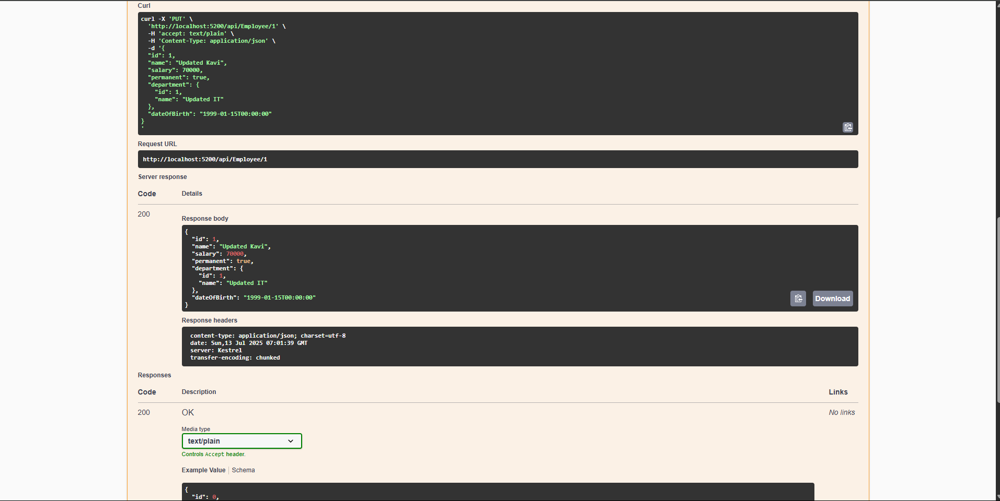 Curl
curl -X 'PUT' \
  'http://localhost:5200/api/Employee/1' \
  -H 'accept: text/plain' \
  -H 'Content-Type: application/json' \
  -d '{
  "id": 1,
  "name": "Updated Kavi",
  "salary": 70000,
  "permanent": true,
  "department": {
    "id": 1,
    "name": "Updated IT"
  },
  "dateOfBirth": "1999-01-15T00:00:00"
}
'
Request URL
http://localhost:5200/api/Employee/1
Server response
Code Details
200
Response body
{
  "id": 1,
  "name": "Updated Kavi",
  "salary": 70000,
  "permanent": true,
  "department": {
    "id": 1,
    "name": "Updated IT"
  },
  "dateOfBirth": "1999-01-15T00:00:00"
}
Download
Response headers
content-type: application/json; charset=utf-8
date: Sun,13 Jul 2025 07:01:39 GMT
server: Kestrel
transfer-encoding: chunked
Responses
Code Description Links
200 OK No links
Media type
text/plain
Controls Accept header.
Example Value Schema
{
  "id": 0,